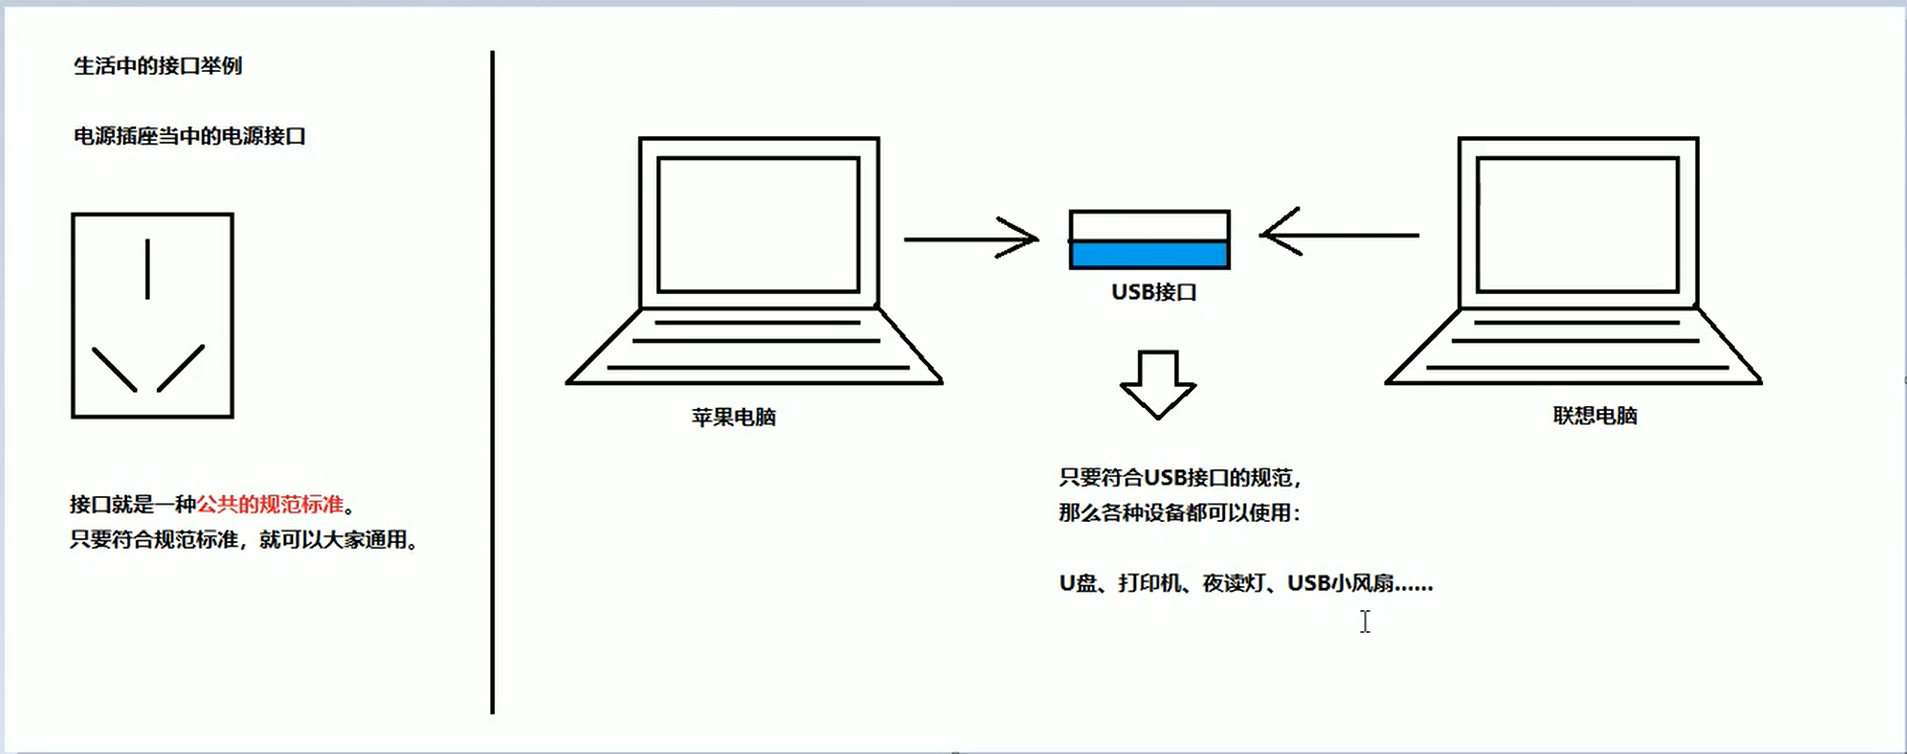 生活中的接口举例
电源插座当中的电源接口
接口就是一种公共的规范标准。
只要符合规范标准，就可以大家通用。
苹果电脑
USB接口
联想电脑
只要符合USB接口的规范，
那么各种设备都可以使用：
U盘、打印机、夜读灯、USB小风扇……